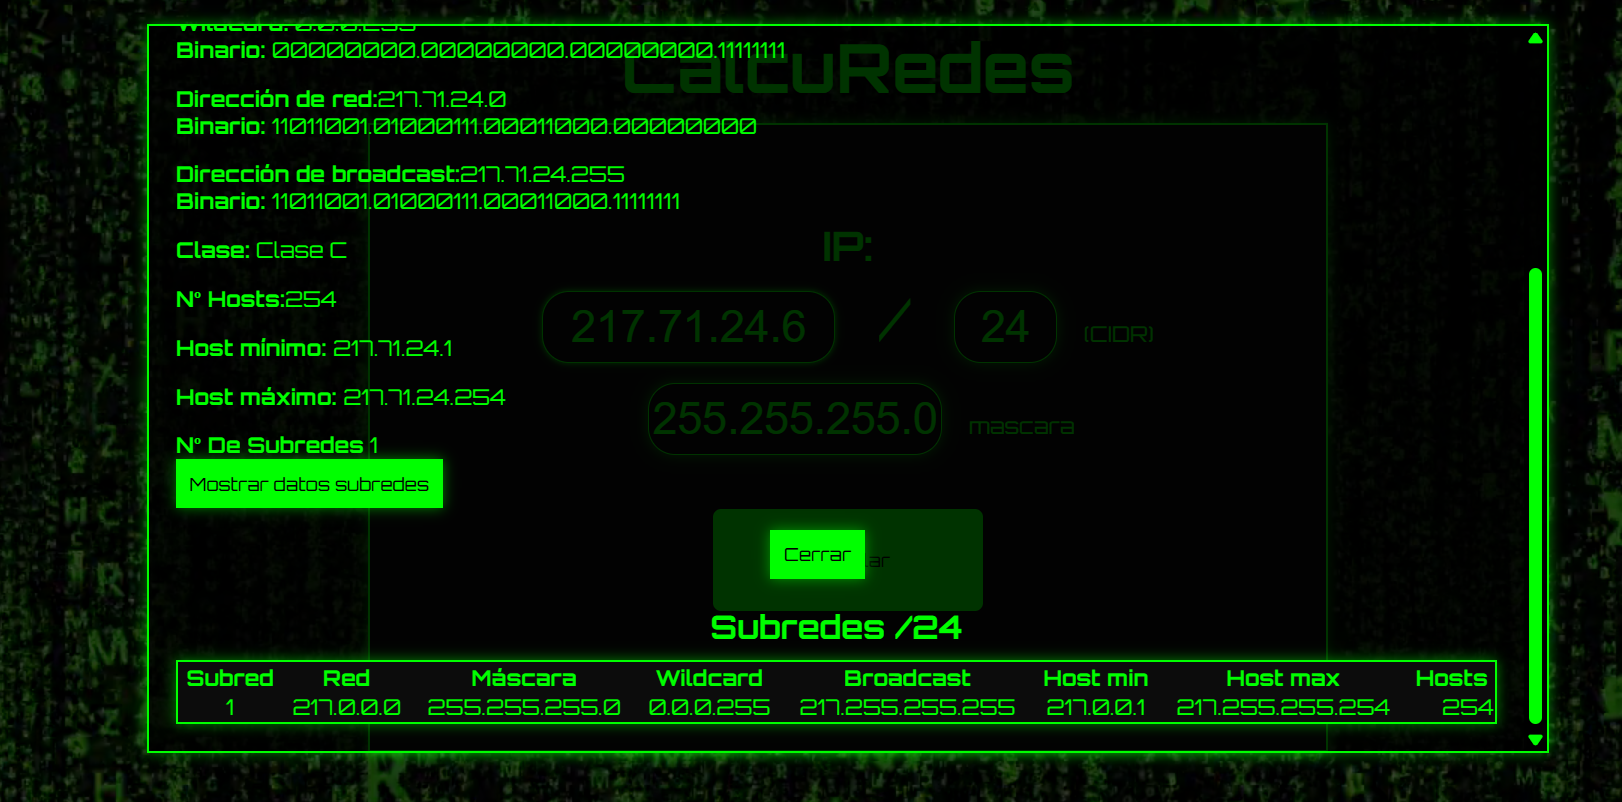 Wildcard: 0.0.0.255
Binario: 00000000.00000000.00000000.11111111
CalcuRedes
Dirección de red:217.71.24.0
Binario: 11011001.01000111.00011000.00000000
Dirección de broadcast:217.71.24.255
Binario: 11011001.01000111.00011000.11111111
Clase: Clase C
IP:
Nº Hosts:254
217.71.24.6 / 24 (CIDR)
Host mínimo: 217.71.24.1
Host máximo: 217.71.24.254
255.255.255.0 mascara
Nº De Subredes 1
Mostrar datos subredes
Cerrar
ar
Subredes /24
Subred Red Máscara Wildcard Broadcast Host min Host max Hosts
1 217.0.0.0 255.255.255.0 0.0.0.255 217.255.255.255 217.0.0.1 217.255.255.254 254